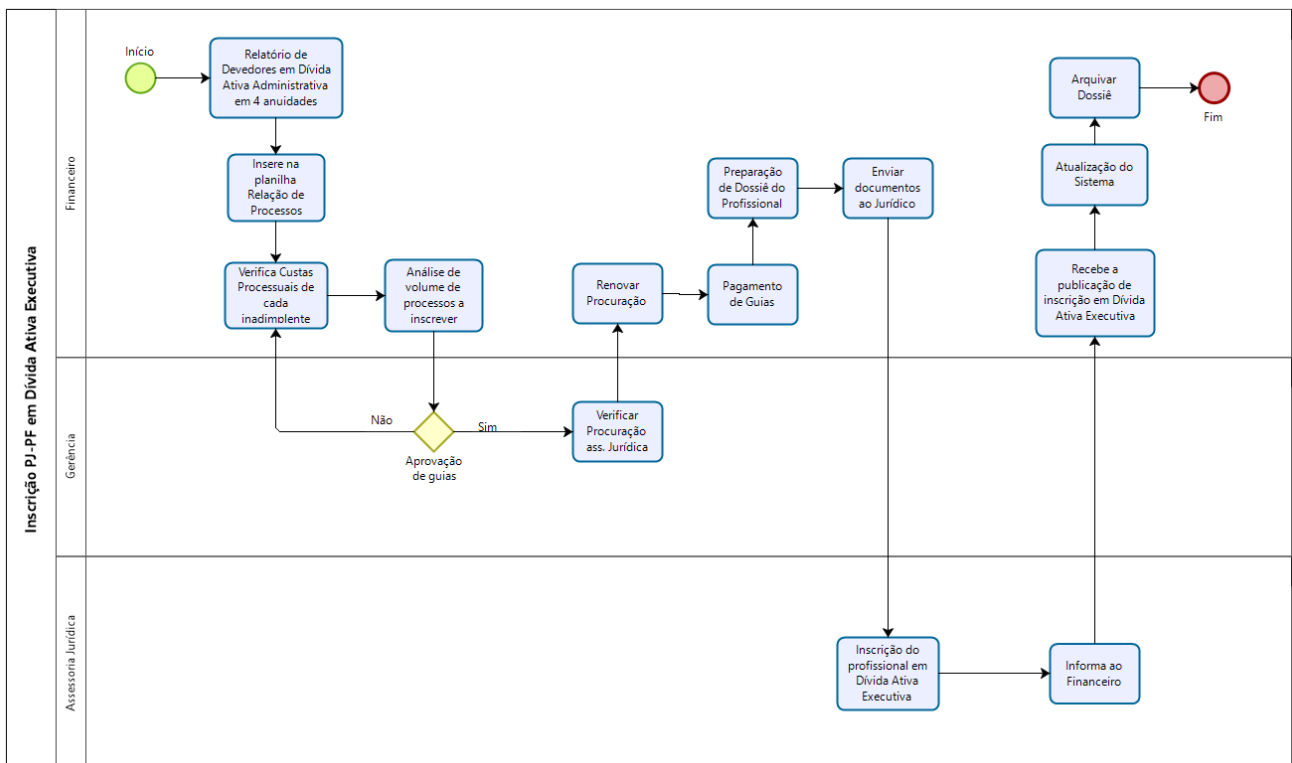 Inscrição PJ-PF em Dívida Ativa Executiva
Financeiro
Início
Relatório de
Devedores em Dívida
Ativa Administrativa
em 4 anuidades
Insere na
planilha
Relação de
Processos
Verifica Custas
Processuais de
cada
inadimolente
Análise de
volume de
processos a
inscrever
Renovar
Procuração
Pagamento
de Guias
Preparação
de Dossiê do
Profissional
Enviar
documentos
ao Jurídico
Recebe a
publicação de
inscrição em Dívida
Ativa Executiva
Atualização do
Sistema
Arquivar
Dossiê
Fim
Gerência
Não
Sim
Aprovação
de guias
Verificar
Procuração
ass. Jurídica
Assessoria Jurídica
Inscrição do
profissional em
Dívida Ativa
Executiva
Informa ao
Financeiro